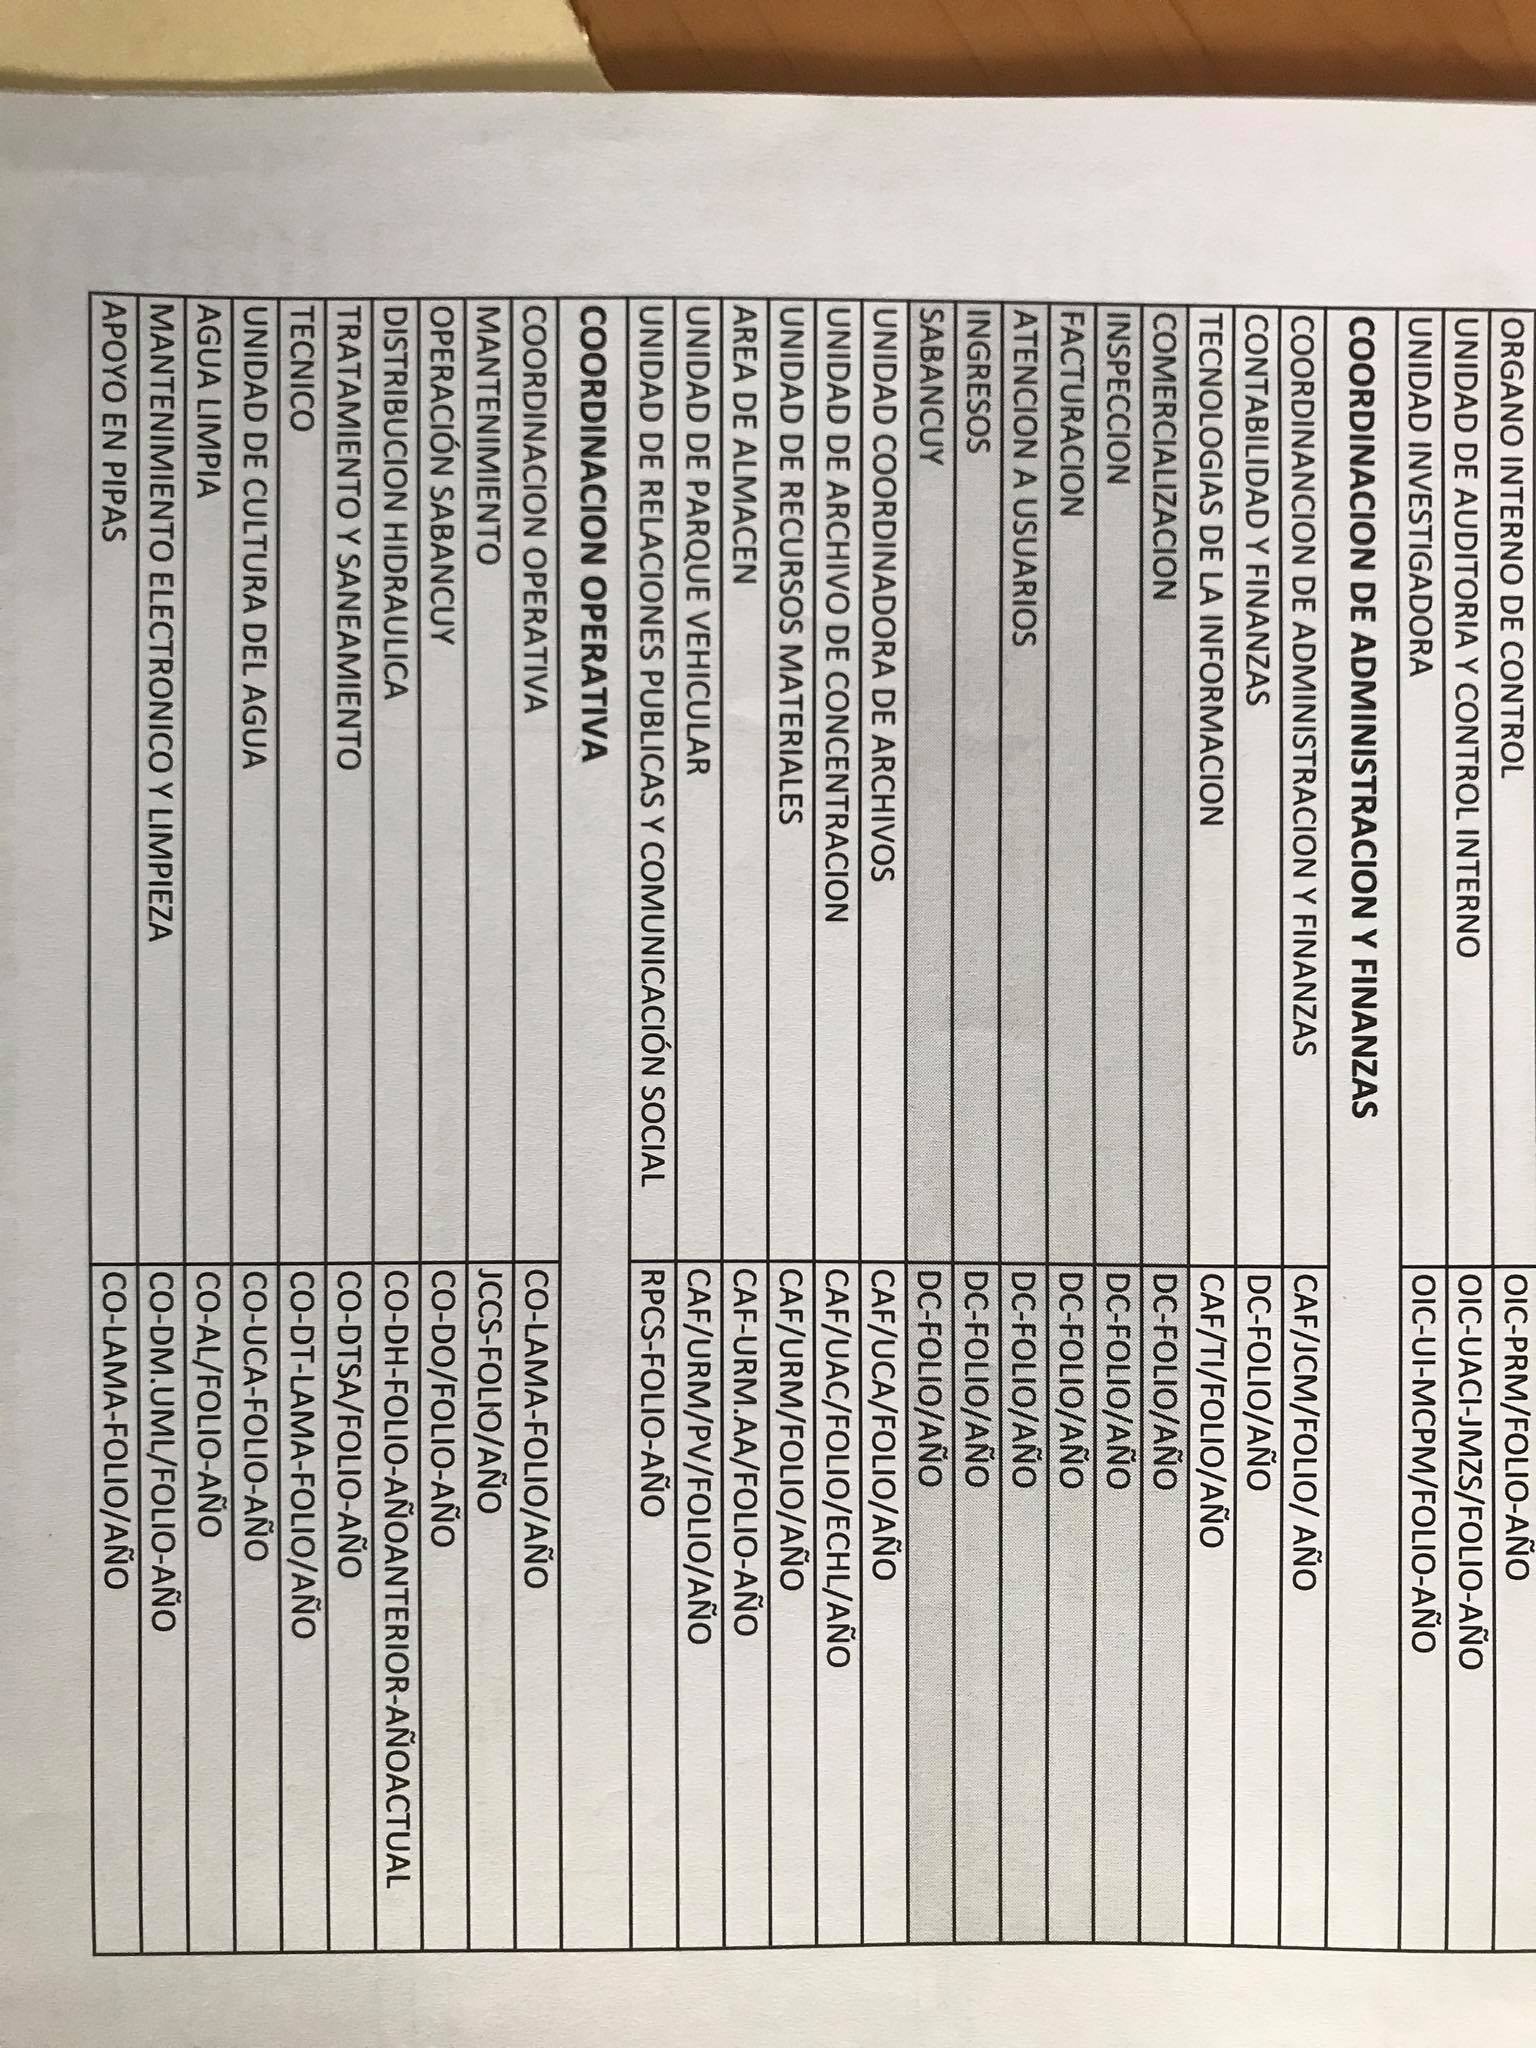 ORGANO INTERNO DE CONTROL OIC-PRM/FOLIO-AÑO
UNIDAD DE AUDITORIA Y CONTROL INTERNO OIC-UACI-JMZS/FOLIO-AÑO
UNIDAD INVESTIGADORA OIC-UI-MCPM/FOLIO-AÑO
COORDINACION DE ADMINISTRACION Y FINANZAS
COORDINANCION DE ADMINISTRACION Y FINANZAS CAF/JCM/FOLIO/ AÑO
CONTABILIDAD Y FINANZAS DC-FOLIO/AÑO
TECNOLOGIAS DE LA INFORMACION CAF/TI/FOLIO/AÑO
COMERCIALIZACION DC-FOLIO/AÑO
INSPECCION DC-FOLIO/AÑO
FACTURACION DC-FOLIO/AÑO
ATENCION A USUARIOS DC-FOLIO/AÑO
INGRESOS DC-FOLIO/AÑO
SABANCUY DC-FOLIO/AÑO
UNIDAD COORDINADORA DE ARCHIVOS CAF/UCA/FOLIO/AÑO
UNIDAD DE ARCHIVO DE CONCENTRACION CAF/UAC/FOLIO/ECHL/AÑO
UNIDAD DE RECURSOS MATERIALES CAF/URM/FOLIO/AÑO
AREA DE ALMACEN CAF-URM.AA/FOLIO-AÑO
UNIDAD DE PARQUE VEHICULAR CAF/URM/PV/FOLIO/AÑO
UNIDAD DE RELACIONES PUBLICAS Y COMUNICACIÓN SOCIAL RPCS-FOLIO-AÑO
COORDINACION OPERATIVA
COORDINACION OPERATIVA CO-LAMA-FOLIO/AÑO
MANTENIMIENTO JCCS-FOLIO/AÑO
OPERACIÓN SABANCUY CO-DO/FOLIO-AÑO
DISTRIBUCION HIDRAULICA CO-DH-FOLIO-AÑOANTERIOR-AÑOACTUAL
TRATAMIENTO Y SANEAMIENTO CO-DTSA/FOLIO-AÑO
TECNICO CO-DT-LAMA-FOLIO/AÑO
UNIDAD DE CULTURA DEL AGUA CO-UCA-FOLIO-AÑO
AGUA LIMPIA CO-AL/FOLIO-AÑO
MANTENIMIENTO ELECTRONICO Y LIMPIEZA CO-DM.UML/FOLIO-AÑO
APOYO EN PIPAS CO-LAMA-FOLIO/AÑO